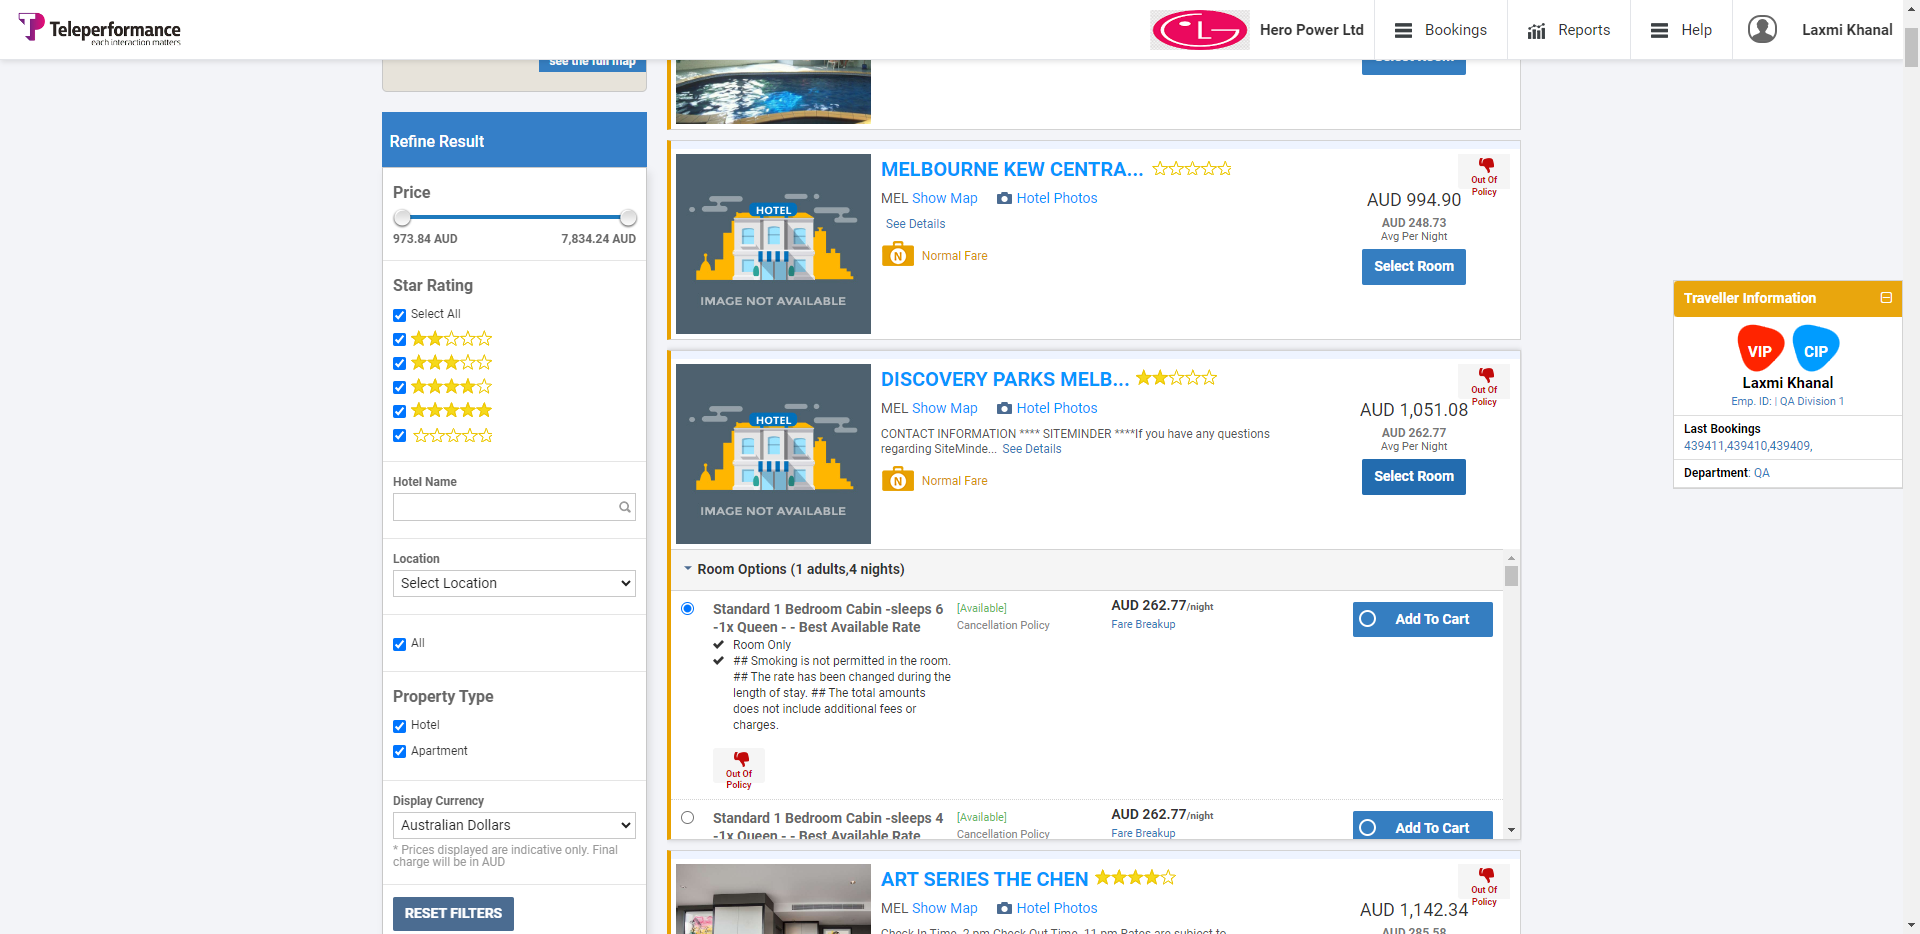 Teleperformance
each interaction matters
LG
Hero Power Ltd
Bookings
Reports
Help
Laxmi Khanal
see the full map
Refine Result
Price
973.84 AUD
7,834.24 AUD
Star Rating
Select All
Hotel Name
Location
Select Location
All
Property Type
Hotel
Apartment
Display Currency
Australian Dollars
* Prices displayed are indicative only. Final
charge will be in AUD
RESET FILTERS
Select Room
HOTEL
IMAGE NOT AVAILABLE
MELBOURNE KEW CENTRA...
MEL Show Map Hotel Photos
See Details
N Normal Fare
Out Of
Policy
AUD 994.90
AUD 248.73
Avg Per Night
Select Room
HOTEL
IMAGE NOT AVAILABLE
DISCOVERY PARKS MELB...
MEL Show Map Hotel Photos
CONTACT INFORMATION **** SITEMINDER ****If you have any questions
regarding SiteMinde... See Details
N Normal Fare
Out Of
Policy
AUD 1,051.08
AUD 262.77
Avg Per Night
Select Room
Room Options (1 adults,4 nights)
Standard 1 Bedroom Cabin -sleeps 6
-1x Queen - - Best Available Rate
[Available]
Cancellation Policy
AUD 262.77/night
Fare Breakup
Add To Cart
Room Only
## Smoking is not permitted in the room.
## The rate has been changed during the
length of stay. ## The total amounts
does not include additional fees or
charges.
Out Of
Policy
Standard 1 Bedroom Cabin -sleeps 4
-1x Queen - - Best Available Rate
[Available]
Cancellation Policy
AUD 262.77/night
Fare Breakup
Add To Cart
ART SERIES THE CHEN
MEL Show Map Hotel Photos
Check In Time, 2 pm Check Out Time, 11 pm Rates are subject to
Out Of
Policy
AUD 1,142.34
AUD 285.58
Traveller Information
VIP
CIP
Laxmi Khanal
Emp. ID: | QA Division 1
Last Bookings
439411,439410,439409,
Department: QA